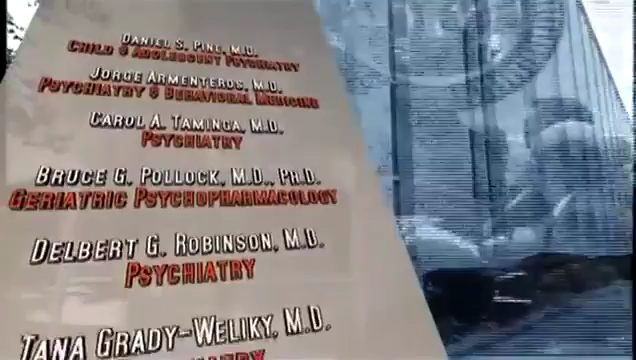 DANIEL S. PINE, M.D.
CHILD & ADOLESCENT PSYCHIATRY
JORGE ARMENTEROS, M.D.
PSYCHIATRY & BEHAVIORAL MEDICINE
CAROL A. TAMINGA, M.D.
PSYCHIATRY
BRUCE G. POLLOCK, M.D., PH.D.
GERIATRIC PSYCHOPHARMACOLOGY
DELBERT G. ROBINSON, M.D.
PSYCHIATRY
TANA GRADY-WELIKY, M.D.